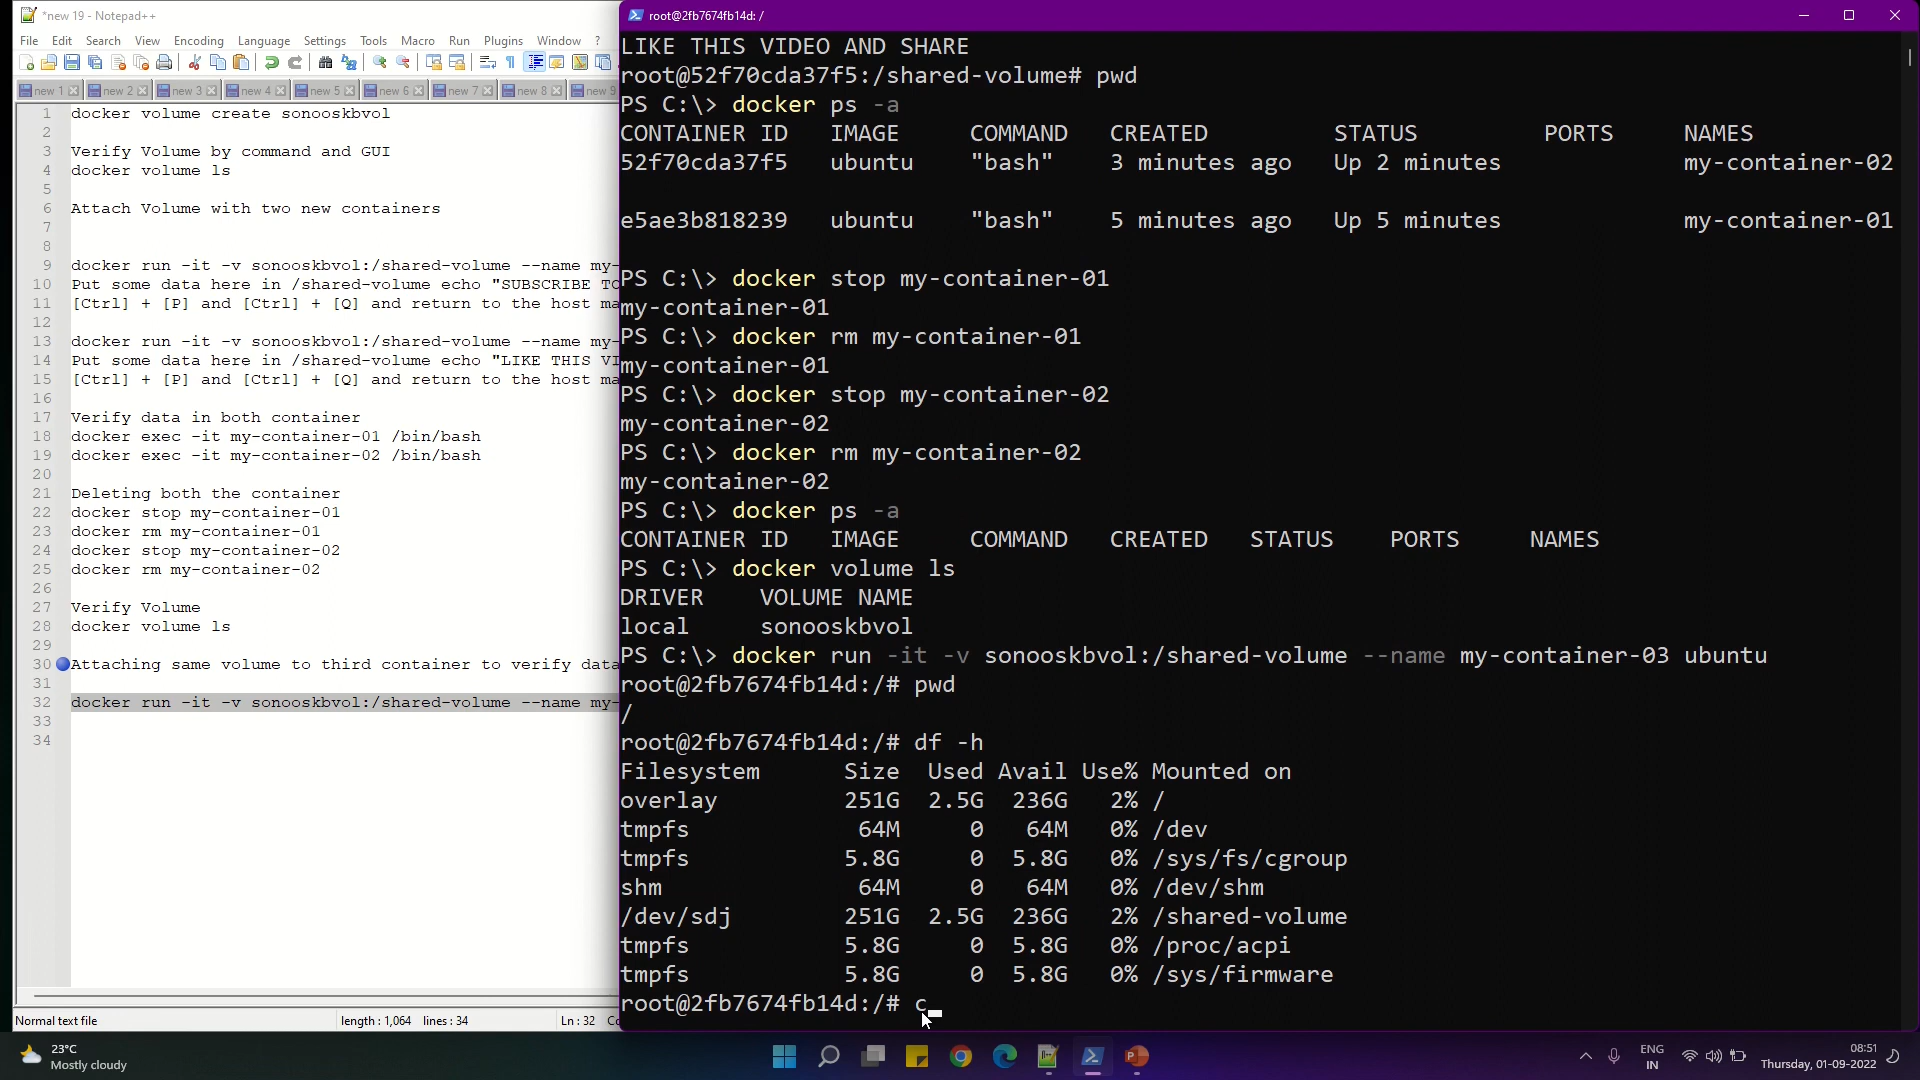 *new 19 - Notepad++
File Edit Search View Encoding Language Settings Tools Macro Run Plugins Window ?
new 1 new 2 new 3 new 4 new 5 new 6 new 7 new 8 new 9
1 docker volume create sonooskbvol
2
3 Verify Volume by command and GUI
4 docker volume ls
5
6 Attach Volume with two new containers
7
8
9 docker run -it -v sonooskbvol:/shared-volume --name my-
10 Put some data here in /shared-volume echo "SUBSCRIBE TO
11 [Ctrl] + [P] and [Ctrl] + [Q] and return to the host ma
12
13 docker run -it -v sonooskbvol:/shared-volume --name my-
14 Put some data here in /shared-volume echo "LIKE THIS VI
15 [Ctrl] + [P] and [Ctrl] + [Q] and return to the host ma
16
17 Verify data in both container
18 docker exec -it my-container-01 /bin/bash
19 docker exec -it my-container-02 /bin/bash
20
21 Deleting both the container
22 docker stop my-container-01
23 docker rm my-container-01
24 docker stop my-container-02
25 docker rm my-container-02
26
27 Verify Volume
28 docker volume ls
29
30 Attaching same volume to third container to verify data
31
32 docker run -it -v sonooskbvol:/shared-volume --name my-
33
34
Normal text file length : 1,064 lines : 34 Ln : 32 Co
root@2fb7674fb14d: /
LIKE THIS VIDEO AND SHARE
root@52f70cda37f5:/shared-volume# pwd
PS C:\> docker ps -a
CONTAINER ID IMAGE COMMAND CREATED STATUS PORTS NAMES
52f70cda37f5 ubuntu "bash" 3 minutes ago Up 2 minutes my-container-02
e5ae3b818239 ubuntu "bash" 5 minutes ago Up 5 minutes my-container-01
PS C:\> docker stop my-container-01
my-container-01
PS C:\> docker rm my-container-01
my-container-01
PS C:\> docker stop my-container-02
my-container-02
PS C:\> docker rm my-container-02
my-container-02
PS C:\> docker ps -a
CONTAINER ID IMAGE COMMAND CREATED STATUS PORTS NAMES
PS C:\> docker volume ls
DRIVER VOLUME NAME
local sonooskbvol
PS C:\> docker run -it -v sonooskbvol:/shared-volume --name my-container-03 ubuntu
root@2fb7674fb14d:/# pwd
/
root@2fb7674fb14d:/# df -h
Filesystem Size Used Avail Use% Mounted on
overlay 251G 2.5G 236G 2% /
tmpfs 64M 0 64M 0% /dev
tmpfs 5.8G 0 5.8G 0% /sys/fs/cgroup
shm 64M 0 64M 0% /dev/shm
/dev/sdj 251G 2.5G 236G 2% /shared-volume
tmpfs 5.8G 0 5.8G 0% /proc/acpi
tmpfs 5.8G 0 5.8G 0% /sys/firmware
root@2fb7674fb14d:/# c
23°C
Mostly cloudy
ENG
IN
08:51
Thursday, 01-09-2022